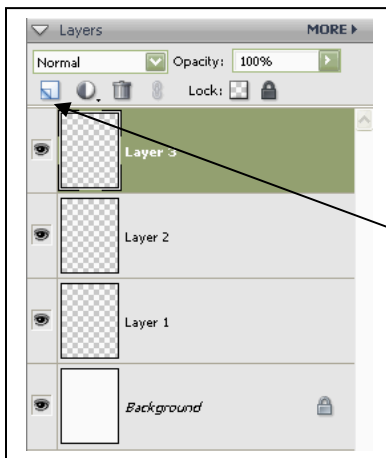 Layers MORE
Normal Opacity: 100%
Lock:
Layer 3
Layer 2
Layer 1
Background